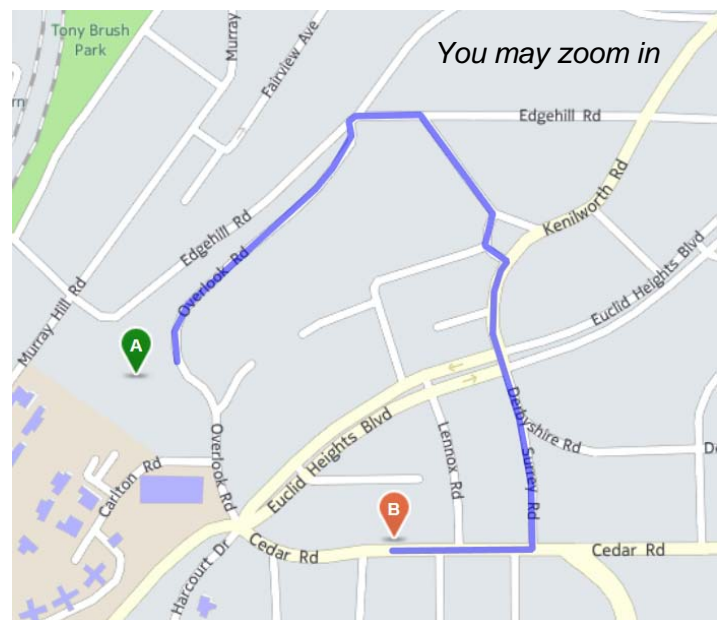 Tony Brush
Park
Murray
Fairview Ave
You may zoom in
rn
Edgehill Rd
Kenilworth Rd
Edgehill Rd
Overlook Rd
Euclid Heights Blvd
Murray Hill Rd
A
Derbyshire Rd
Overlook Rd
Euclid Heights Blvd
Lennox Rd
Surrey Rd
De
Carlton Rd
B
Cedar Rd
Cedar Rd
Harcourt Dr